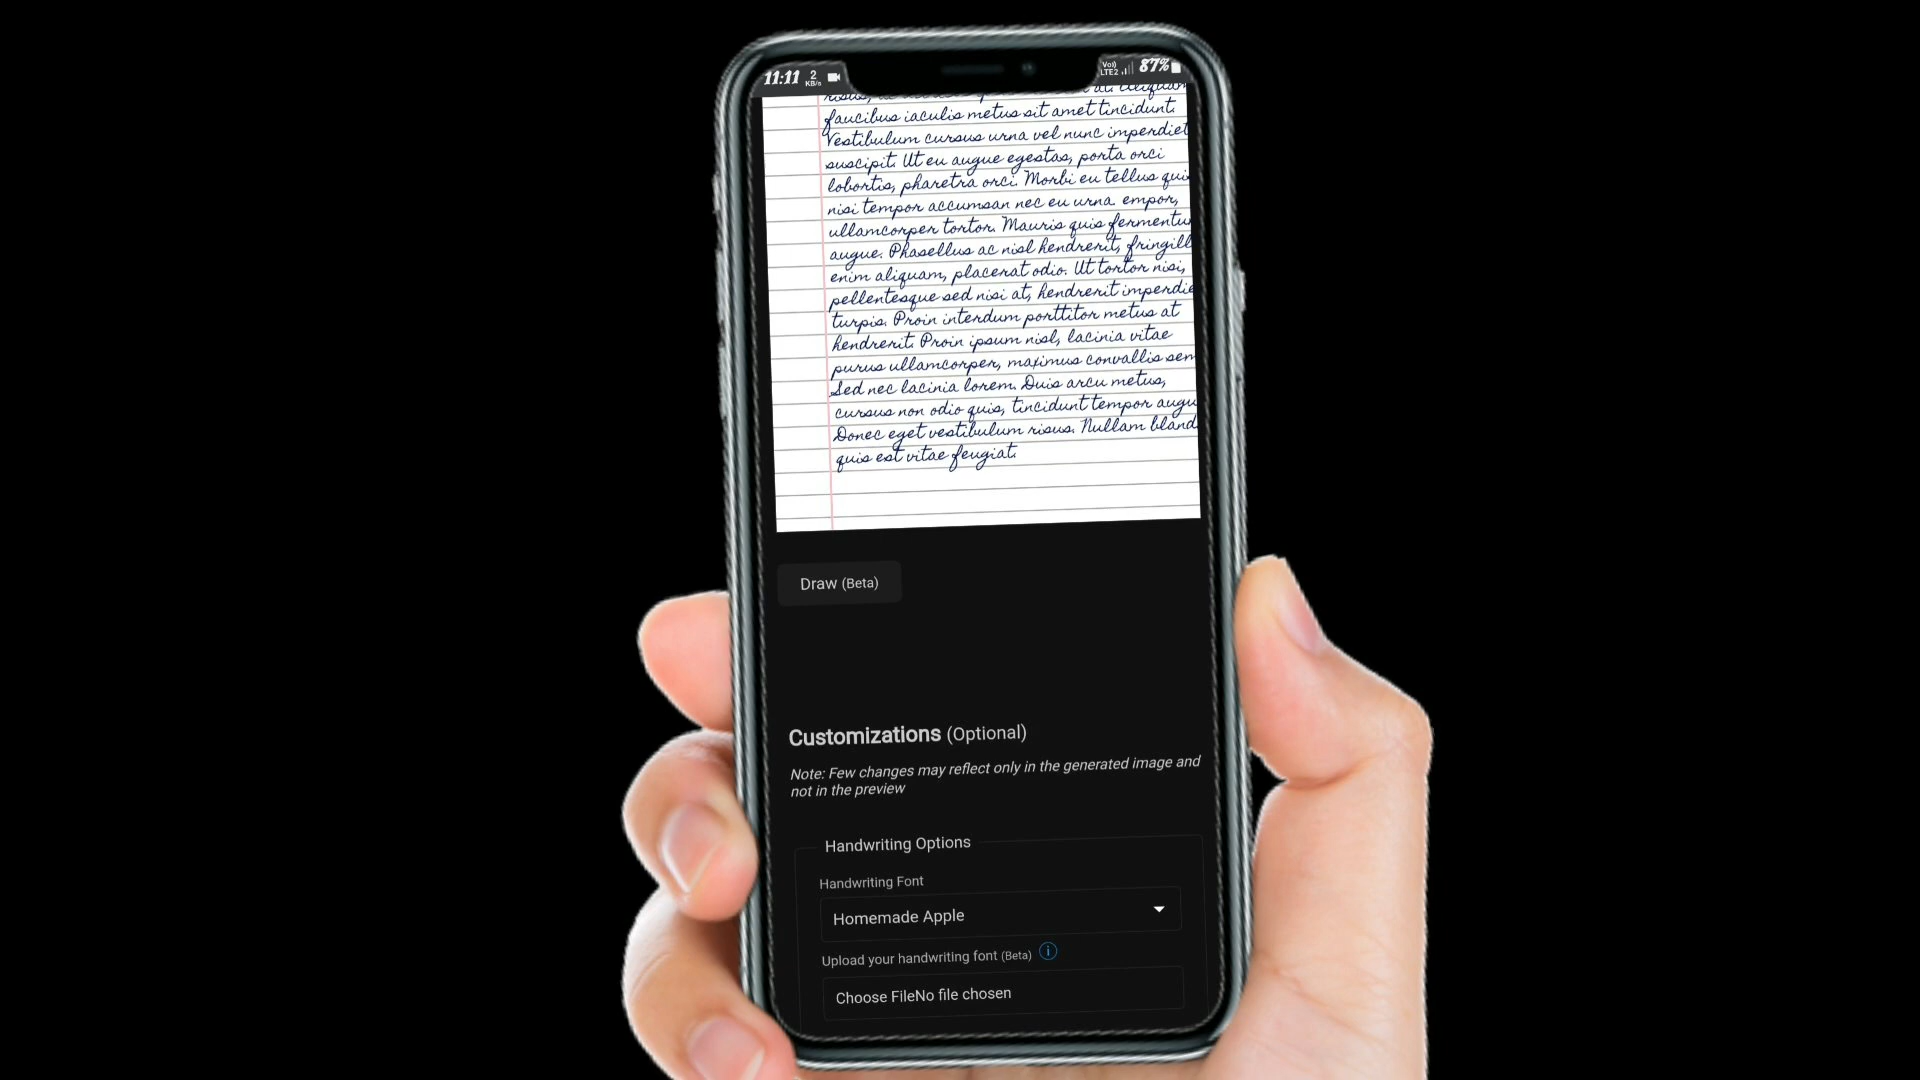 11:11 2 KB/s Vo)) LTE2 87%
faucibus iaculis metus sit amet tincidunt.
Vestibulum cursus urna vel nunc imperdiet
suscipit. Ut eu augue egestas, porta orci
lobortis, pharetra orci. Morbi eu tellus quis
nisi tempor accumsan nec eu urna. empor,
ullamcorper tortor. Mauris quis fermentu
augue. Phasellus ac nisl hendrerit, fringill
enim aliquam, placerat odio. Ut tortor nisi,
pellentesque sed nisi at, hendrerit imperdie
turpis. Proin interdum porttitor metus at
hendrerit. Proin ipsum nisl, lacinia vitae
purus ullamcorper, maximus convallis sem
Sed nec lacinia lorem. Duis arcu metus,
cursus non odio quis, tincidunt tempor augu
Donec eget vestibulum risus. Nullam bland
quis est vitae feugiat.
Draw (Beta)
Customizations (Optional)
Note: Few changes may reflect only in the generated image and
not in the preview
Handwriting Options
Handwriting Font
Homemade Apple
Upload your handwriting font (Beta) i
Choose FileNo file chosen